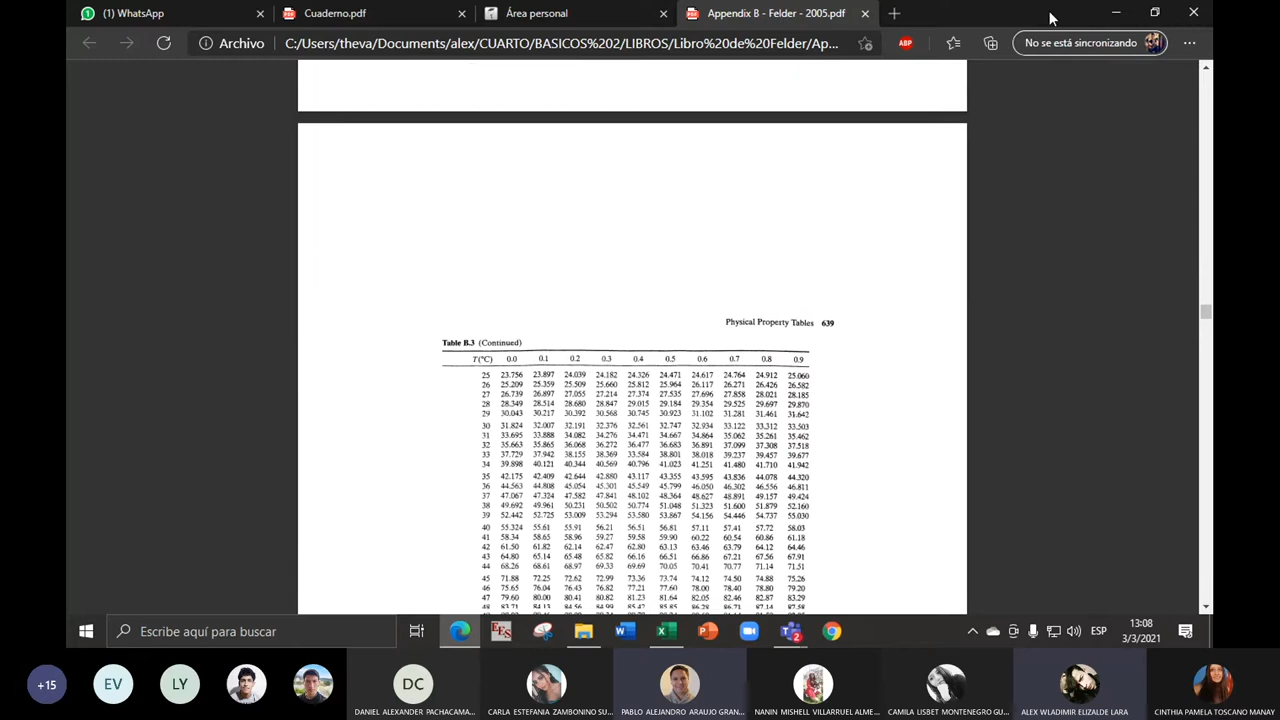 (1) WhatsApp
Cuaderno.pdf
Área personal
Appendix B - Felder - 2005.pdf
Archivo
C:/Users/theva/Documents/alex/CUARTO/BASICOS%202/LIBROS/Libro%20de%20Felder/Ap...
ABP
No se está sincronizando
Physical Property Tables 639
Table B.3 (Continued)
T(°C) 0.0 0.1 0.2 0.3 0.4 0.5 0.6 0.7 0.8 0.9
25 23.756 23.897 24.039 24.182 24.326 24.471 24.617 24.764 24.912 25.060
26 25.209 25.359 25.509 25.660 25.812 25.964 26.117 26.271 26.426 26.582
27 26.739 26.897 27.055 27.214 27.374 27.535 27.696 27.858 28.021 28.185
28 28.349 28.514 28.680 28.847 29.015 29.184 29.354 29.525 29.697 29.870
29 30.043 30.217 30.392 30.568 30.745 30.923 31.102 31.281 31.461 31.642
30 31.824 32.007 32.191 32.376 32.561 32.747 32.934 33.122 33.312 33.503
31 33.695 33.888 34.082 34.276 34.471 34.667 34.864 35.062 35.261 35.462
32 35.663 35.865 36.068 36.272 36.477 36.683 36.891 37.099 37.308 37.518
33 37.729 37.942 38.155 38.369 33.584 38.801 38.018 39.237 39.457 39.677
34 39.898 40.121 40.344 40.569 40.796 41.023 41.251 41.480 41.710 41.942
35 42.175 42.409 42.644 42.880 43.117 43.355 43.595 43.836 44.078 44.320
36 44.563 44.808 45.054 45.301 45.549 45.799 46.050 46.302 46.556 46.811
37 47.067 47.324 47.582 47.841 48.102 48.364 48.627 48.891 49.157 49.424
38 49.692 49.961 50.231 50.502 50.774 51.048 51.323 51.600 51.879 52.160
39 52.442 52.725 53.009 53.294 53.580 53.867 54.156 54.446 54.737 55.030
40 55.324 55.61 55.91 56.21 56.51 56.81 57.11 57.41 57.72 58.03
41 58.34 58.65 58.96 59.27 59.58 59.90 60.22 60.54 60.86 61.18
42 61.50 61.82 62.14 62.47 62.80 63.13 63.46 63.79 64.12 64.46
43 64.80 65.14 65.48 65.82 66.16 66.51 66.86 67.21 67.56 67.91
44 68.26 68.61 68.97 69.33 69.69 70.05 70.41 70.77 71.14 71.51
45 71.88 72.25 72.62 72.99 73.36 73.74 74.12 74.50 74.88 75.26
46 75.65 76.04 76.43 76.82 77.21 77.60 78.00 78.40 78.80 79.20
47 79.60 80.00 80.41 80.82 81.23 81.64 82.05 82.46 82.87 83.29
48 83.71 84.13 84.56 84.99 85.42 85.85 86.28 86.71 87.14 87.58
Escribe aquí para buscar
EES
ESP
13:08
3/3/2021
+15
EV
LY
DC
DANIEL ALEXANDER PACHACAMA...
CARLA ESTEFANIA ZAMBONINO SU...
PABLO ALEJANDRO ARAUJO GRAN...
NANIN MISHELL VILLARRUEL ALME...
CAMILA LISBET MONTENEGRO GU...
ALEX WLADIMIR ELIZALDE LARA
CINTHIA PAMELA TOSCANO MANAY